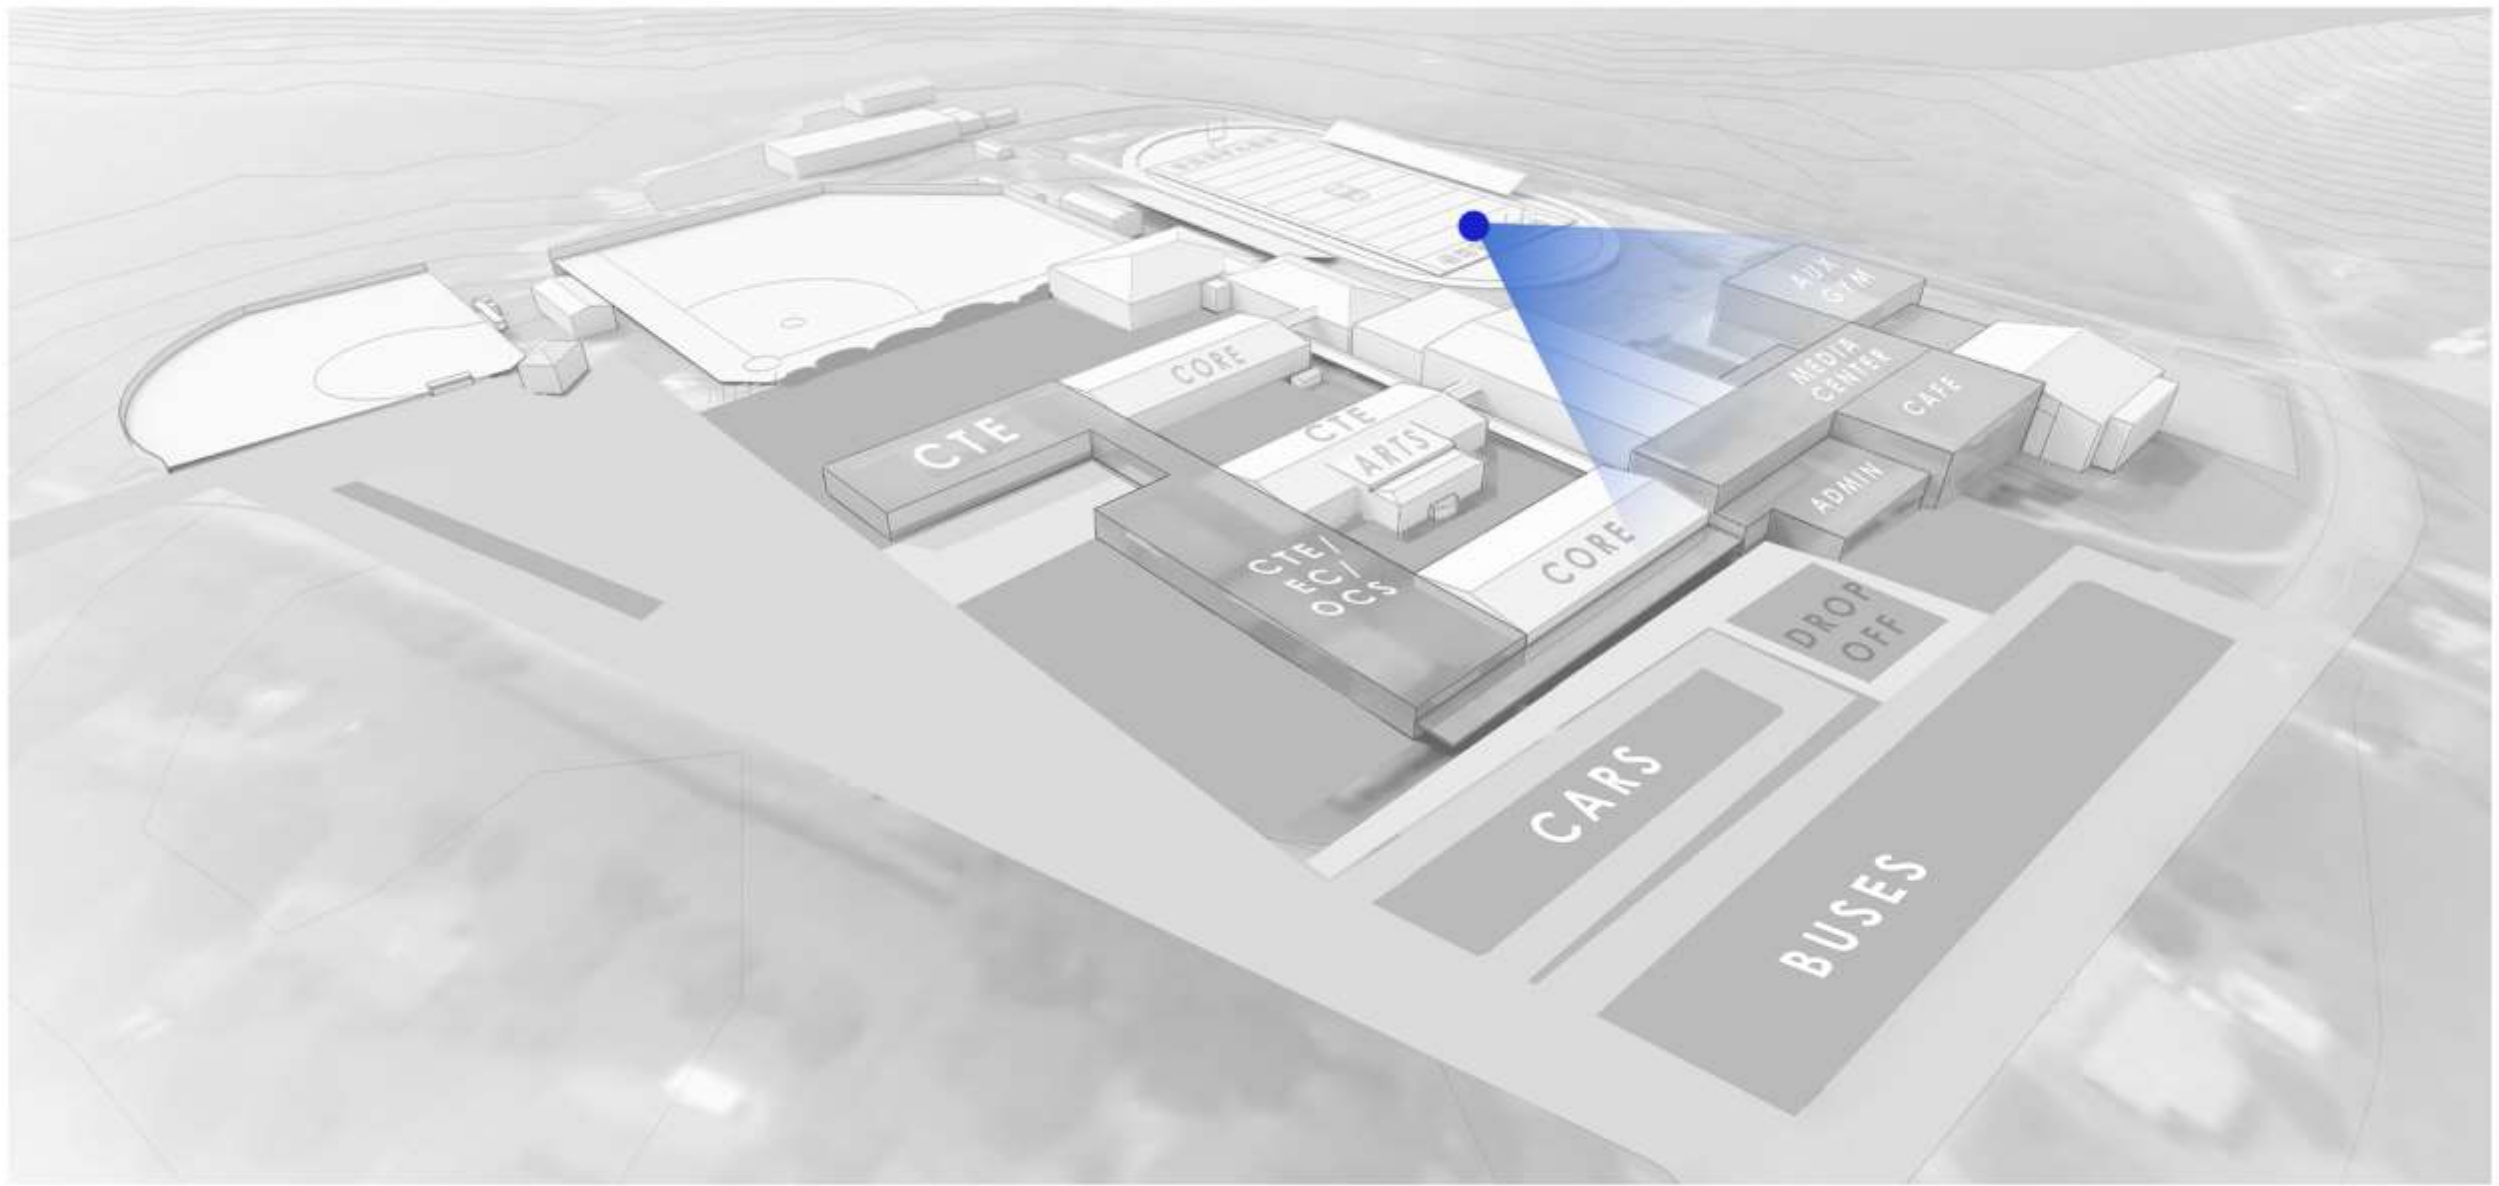 AUX
GYM
MEDIA
CENTER
CAFE
CORE
CTE
CTE
ARTS
ADMIN
CORE
CTE/
EC/
OCS
DROP
OFF
CARS
BUSES